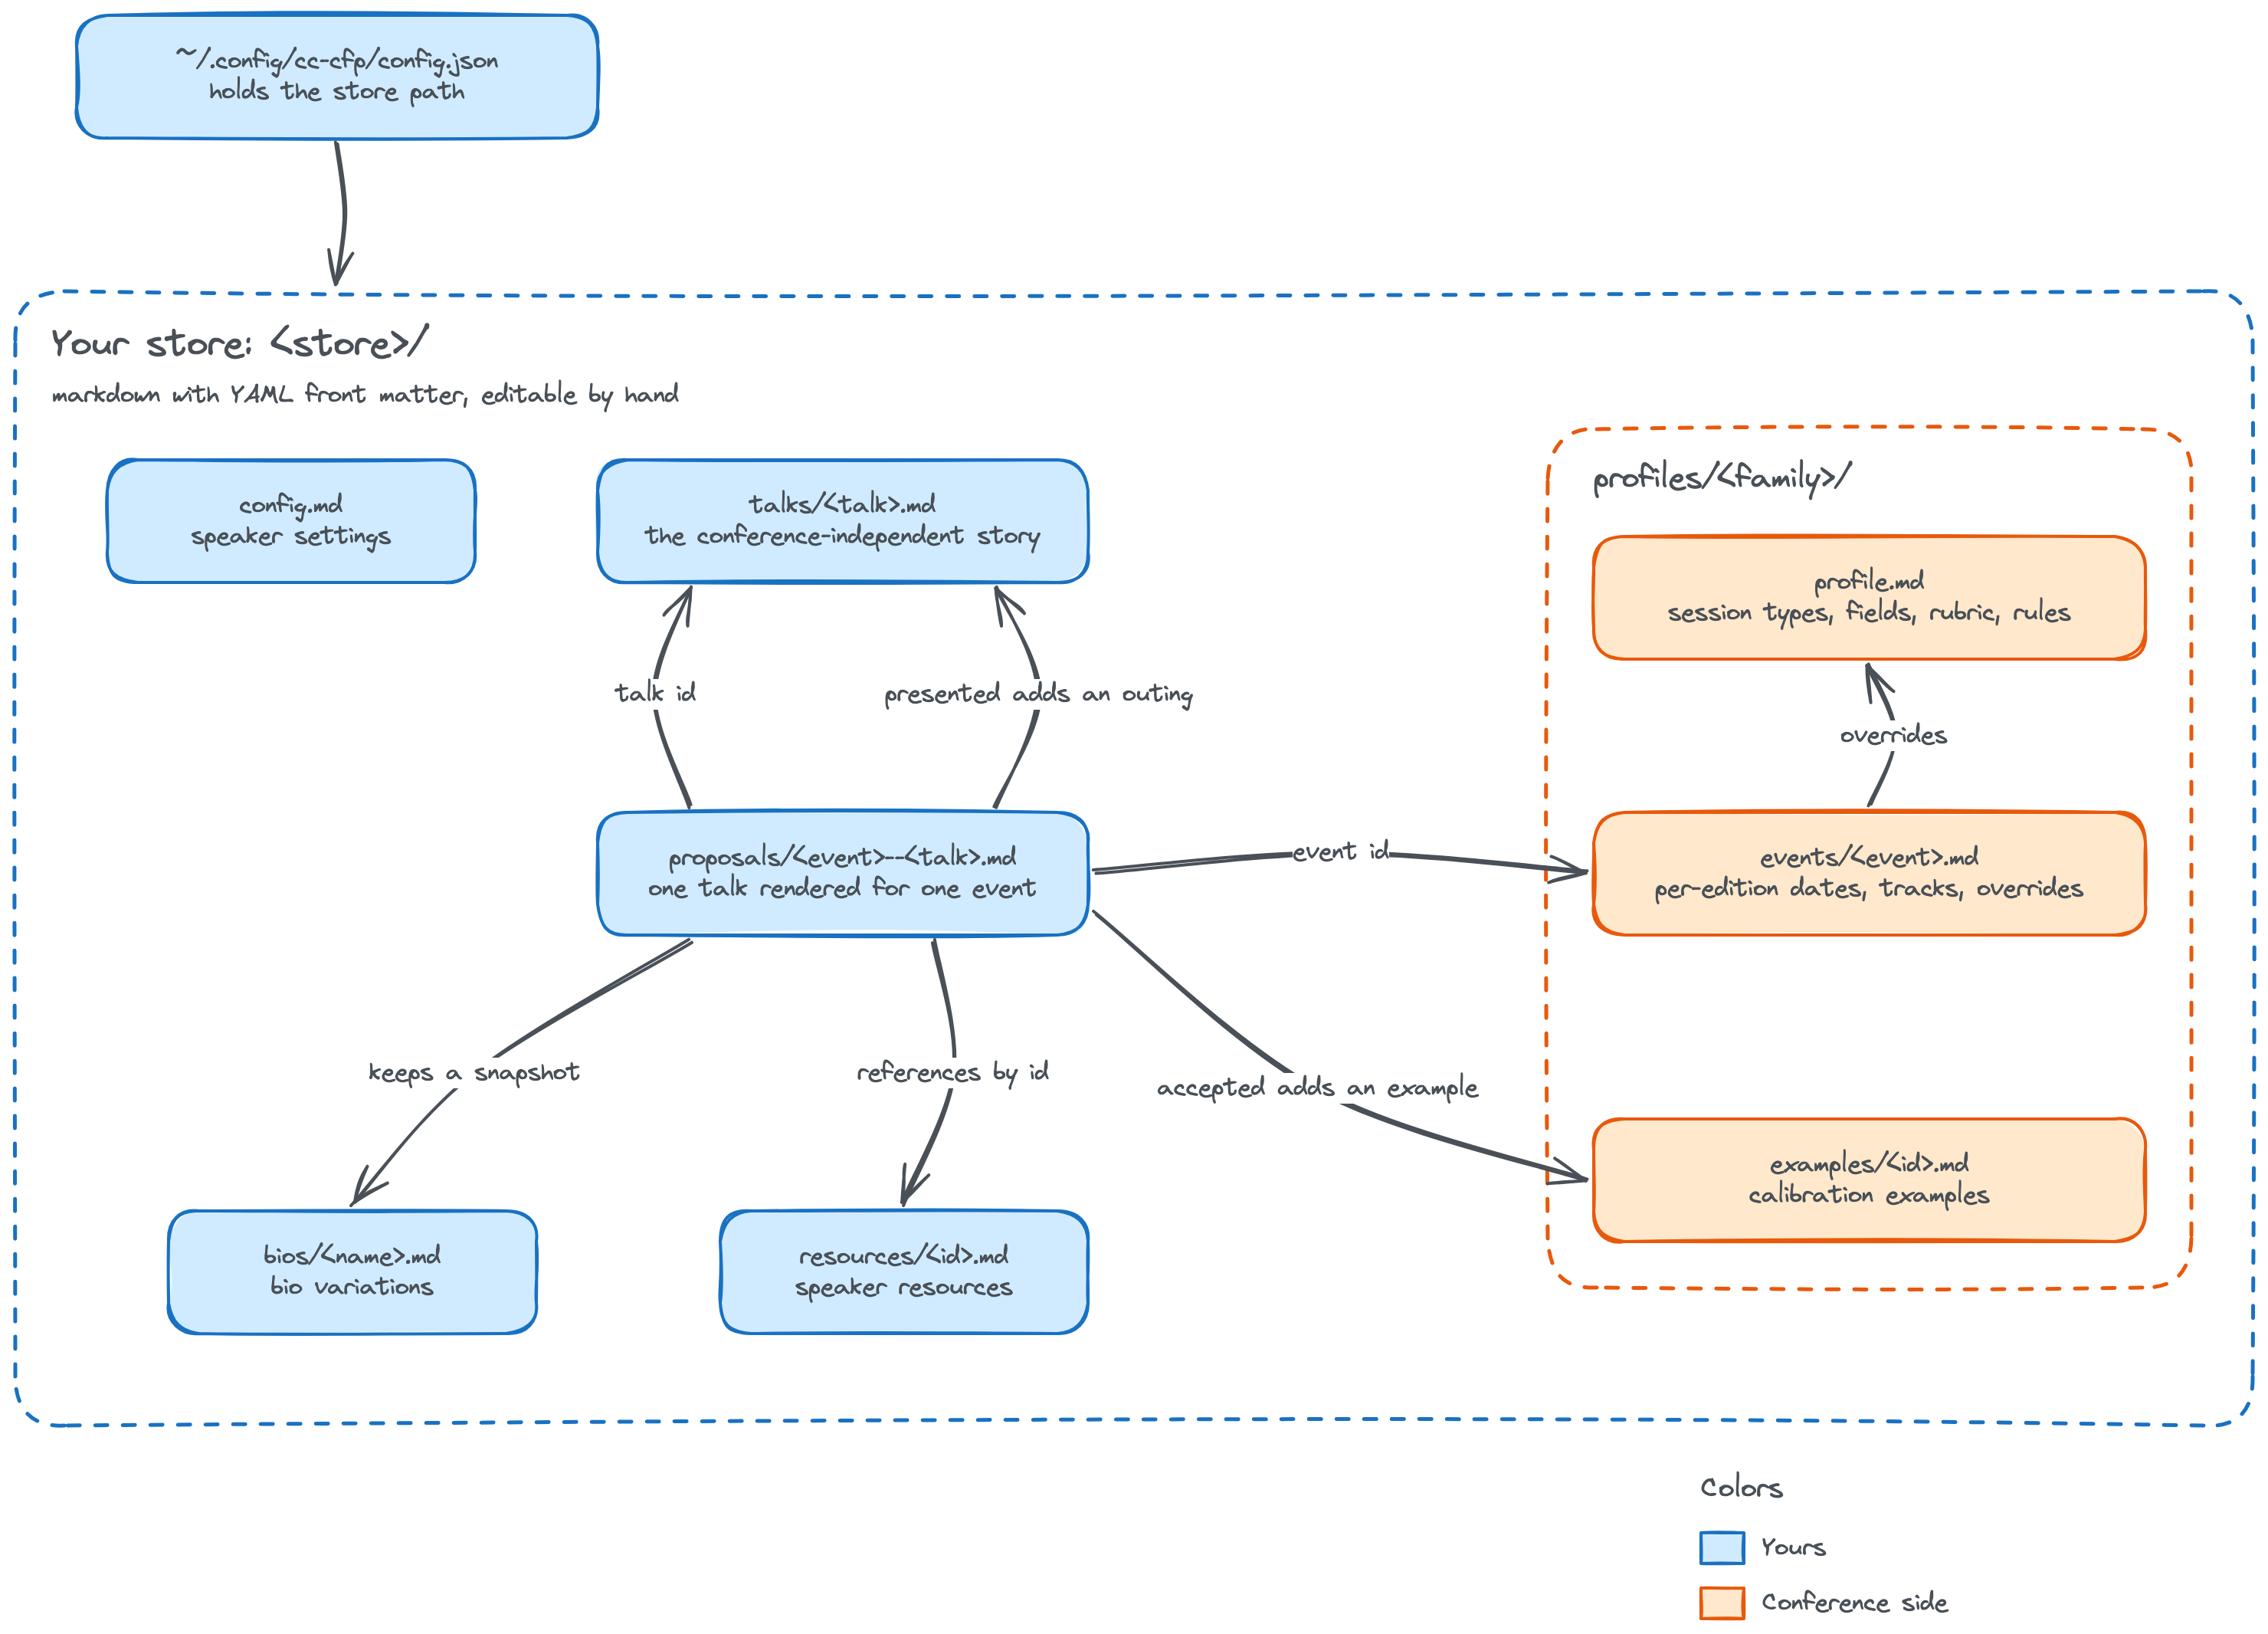 ~/.config/cc-cfp/config.json
holds the store path
Your store: <store>/
markdown with YAML front matter, editable by hand
config.md
speaker settings
talks/<talk>.md
the conference-independent story
profiles/<family>/
profile.md
session types, fields, rubric, rules
talk id
presented adds an outing
overrides
proposals/<event>--<talk>.md
one talk rendered for one event
event id
events/<event>.md
per-edition dates, tracks, overrides
keeps a snapshot
references by id
accepted adds an example
examples/<id>.md
calibration examples
bios/<name>.md
bio variations
resources/<id>.md
speaker resources
Colors
Yours
Conference side